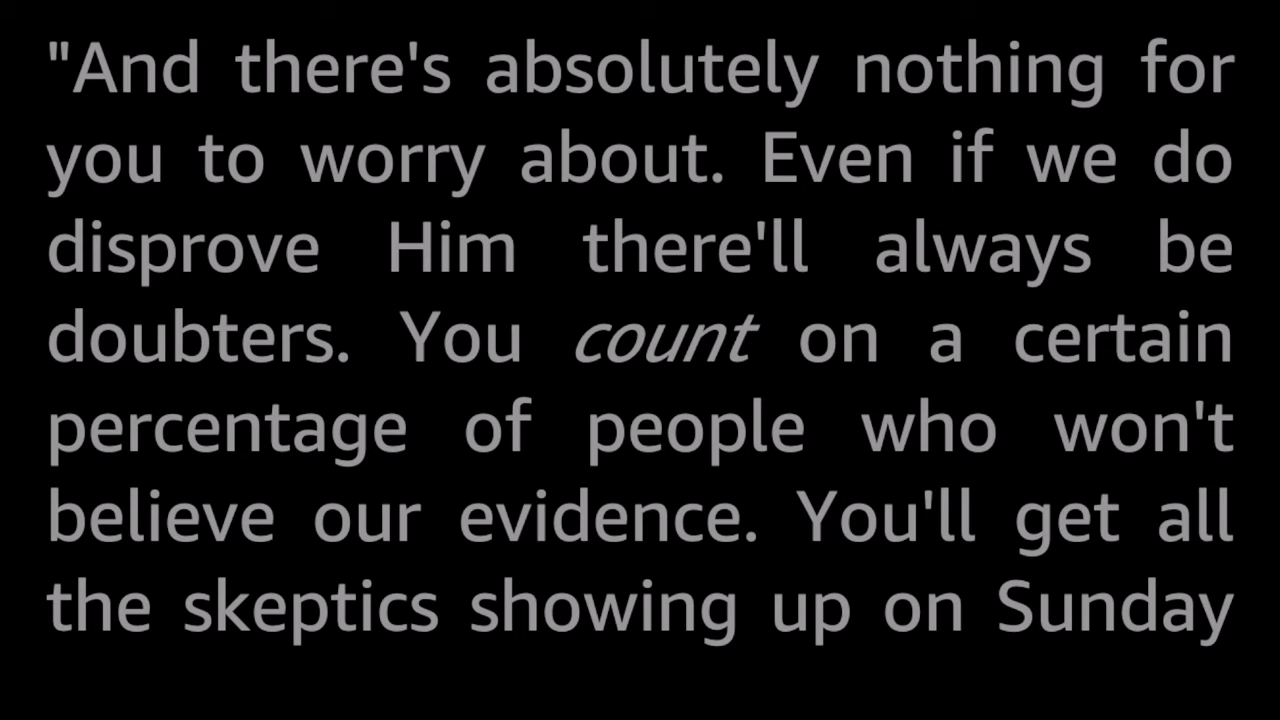 "And there's absolutely nothing for
you to worry about. Even if we do
disprove Him there'll always be
doubters. You count on a certain
percentage of people who won't
believe our evidence. You'll get all
the skeptics showing up on Sunday